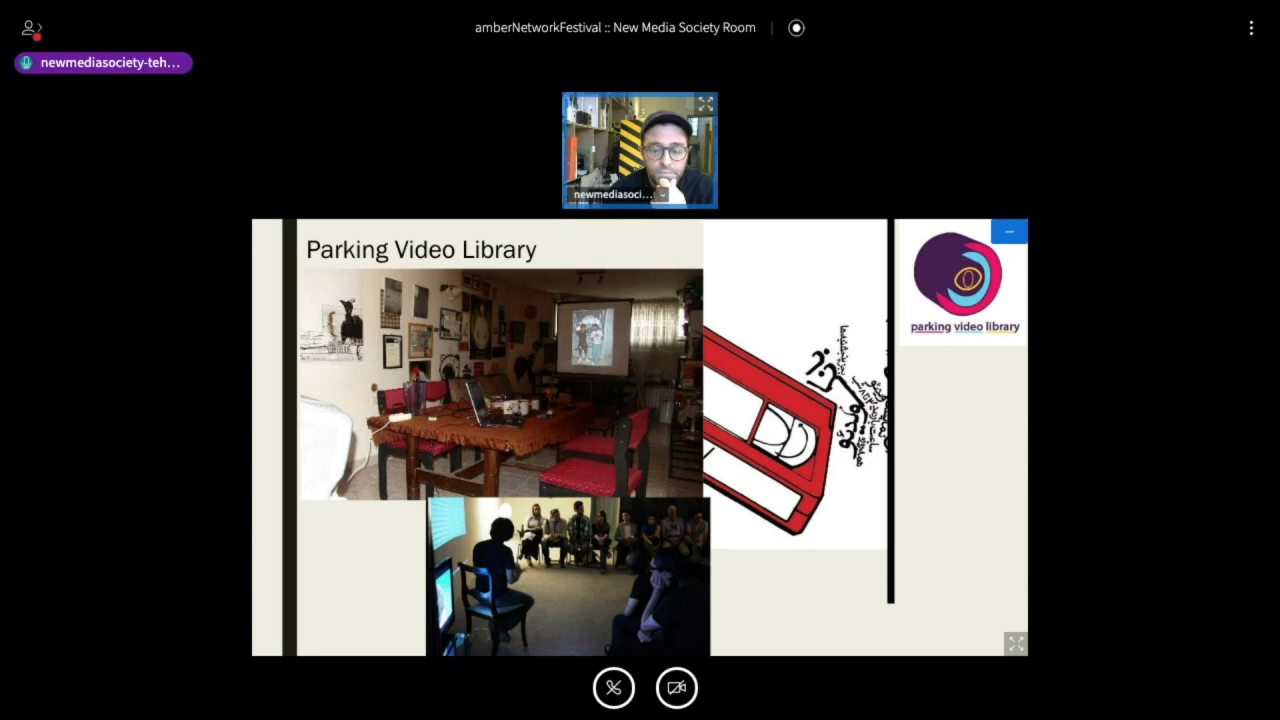 amberNetworkFestival :: New Media Society Room
newmediasociety-teh…
newmediasoci…
Parking Video Library
parking video library